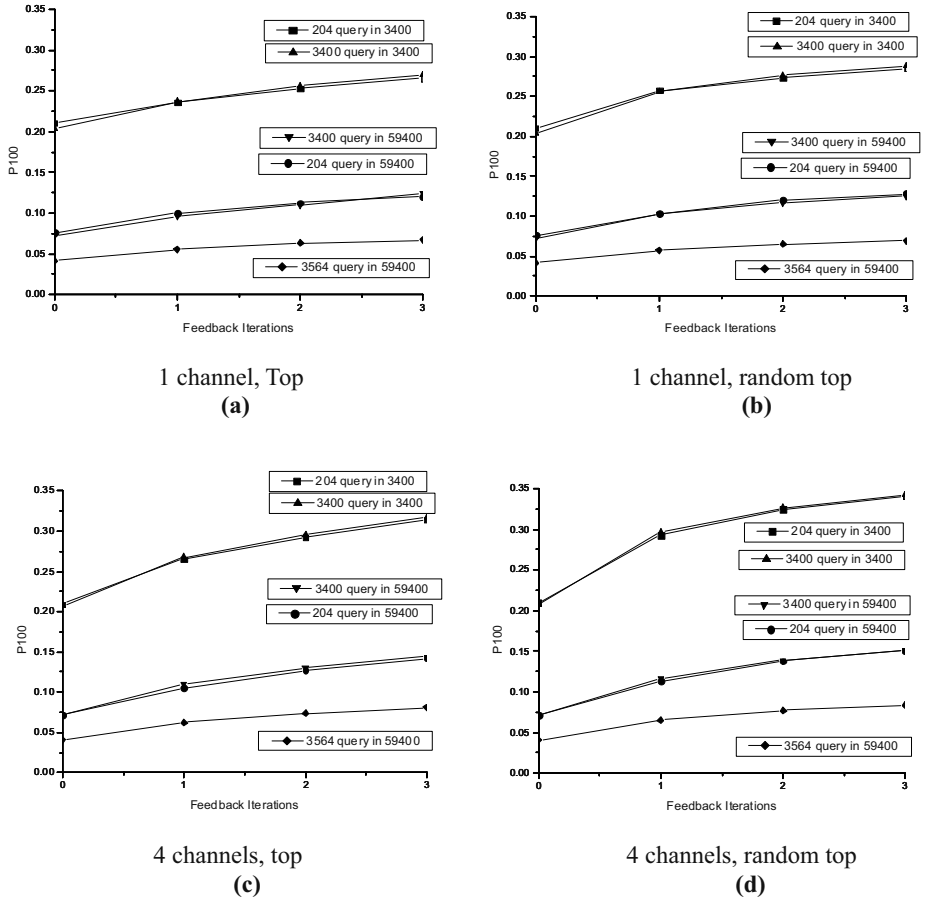 0.35
0.30
0.25
0.20
0.15
0.10
0.05
0.00
P100
204 query in 3400
3400 query in 3400
3400 query in 59400
204 query in 59400
3564 query in 59400
0 1 2 3
Feedback Iterations
1 channel, Top
(a)
0.35
0.30
0.25
0.20
0.15
0.10
0.05
0.00
P100
204 query in 3400
3400 query in 3400
3400 query in 59400
204 query in 59400
3564 query in 59400
0 1 2 3
Feedback Iterations
1 channel, random top
(b)
0.35
0.30
0.25
0.20
0.15
0.10
0.05
0.00
P100
204 query in 3400
3400 query in 3400
3400 query in 59400
204 query in 59400
3564 query in 59400
0 1 2 3
Feedback Iterations
4 channels, top
(c)
0.35
0.30
0.25
0.20
0.15
0.10
0.05
0.00
P100
204 query in 3400
3400 query in 3400
3400 query in 59400
204 query in 59400
3564 query in 59400
0 1 2 3
Feedback Iterations
4 channels, random top
(d)